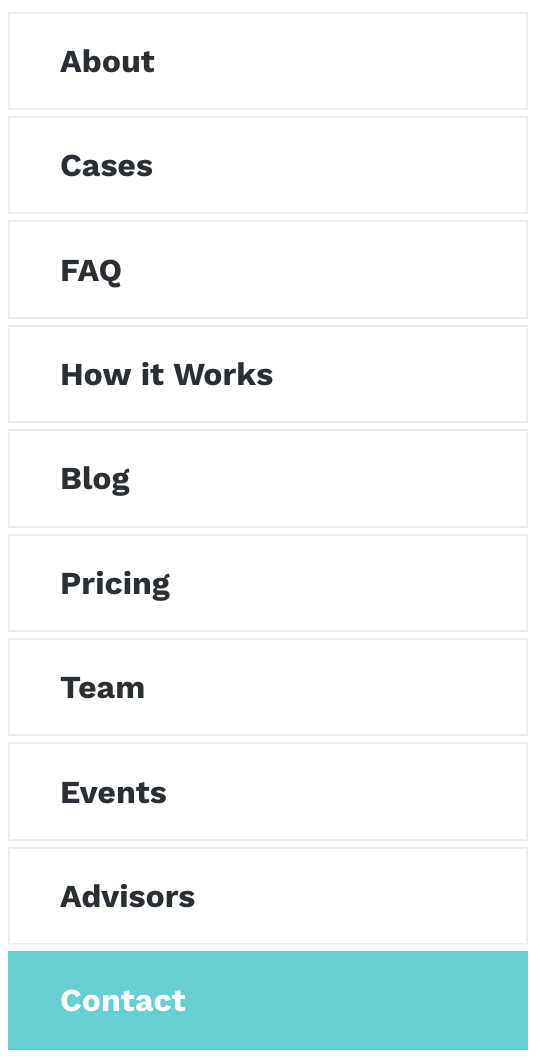 About
Cases
FAQ
How it Works
Blog
Pricing
Team
Events
Advisors
Contact